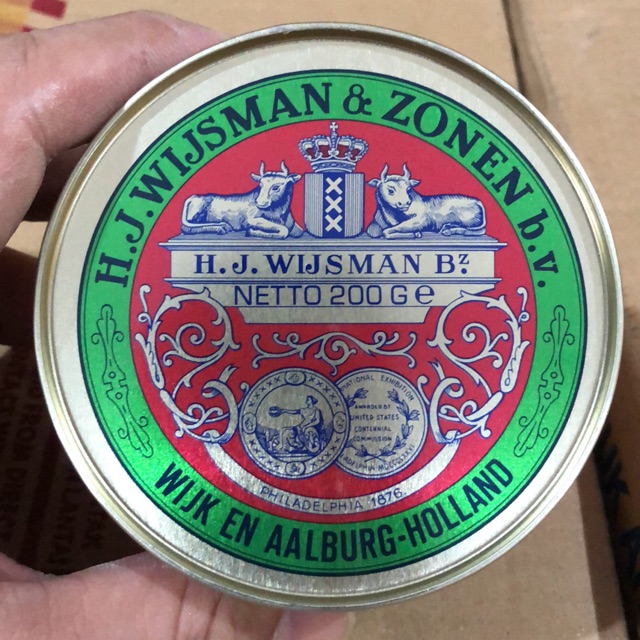 H.J. WIJSMAN & ZONEN b.v.
XXX
H.J. WIJSMAN Bz.
NETTO 200 G e
NATIONAL EXHIBITION
AWARDED BY
UNITED STATES
CENTENNIAL
COMMISSION
PHILADELPHIA 1876
WIJK EN AALBURG-HOLLAND